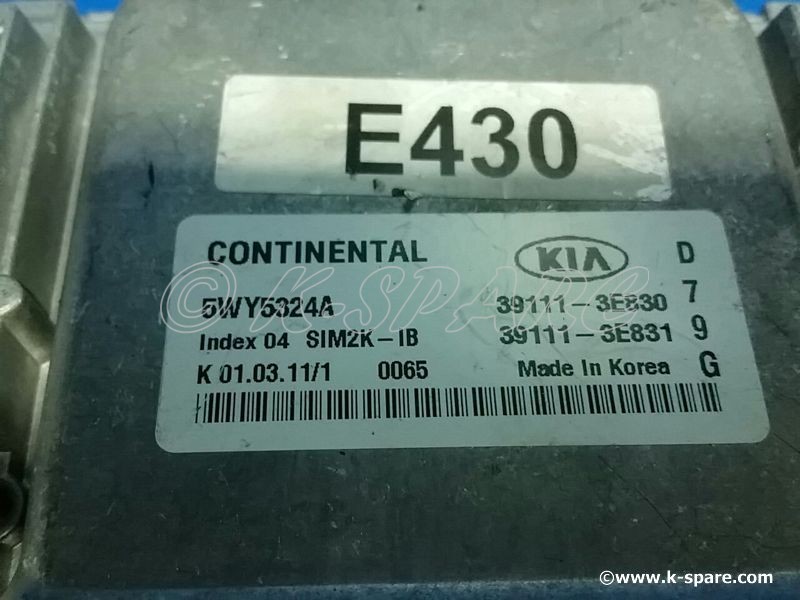 E430
CONTINENTAL KIA D
5WY5324A 39111-3E830 7
Index 04 SIM2K-IB 39111-3E831 9
K 01.03.11/1 0065 Made In Korea G
© K-SPARE
©www.k-spare.com